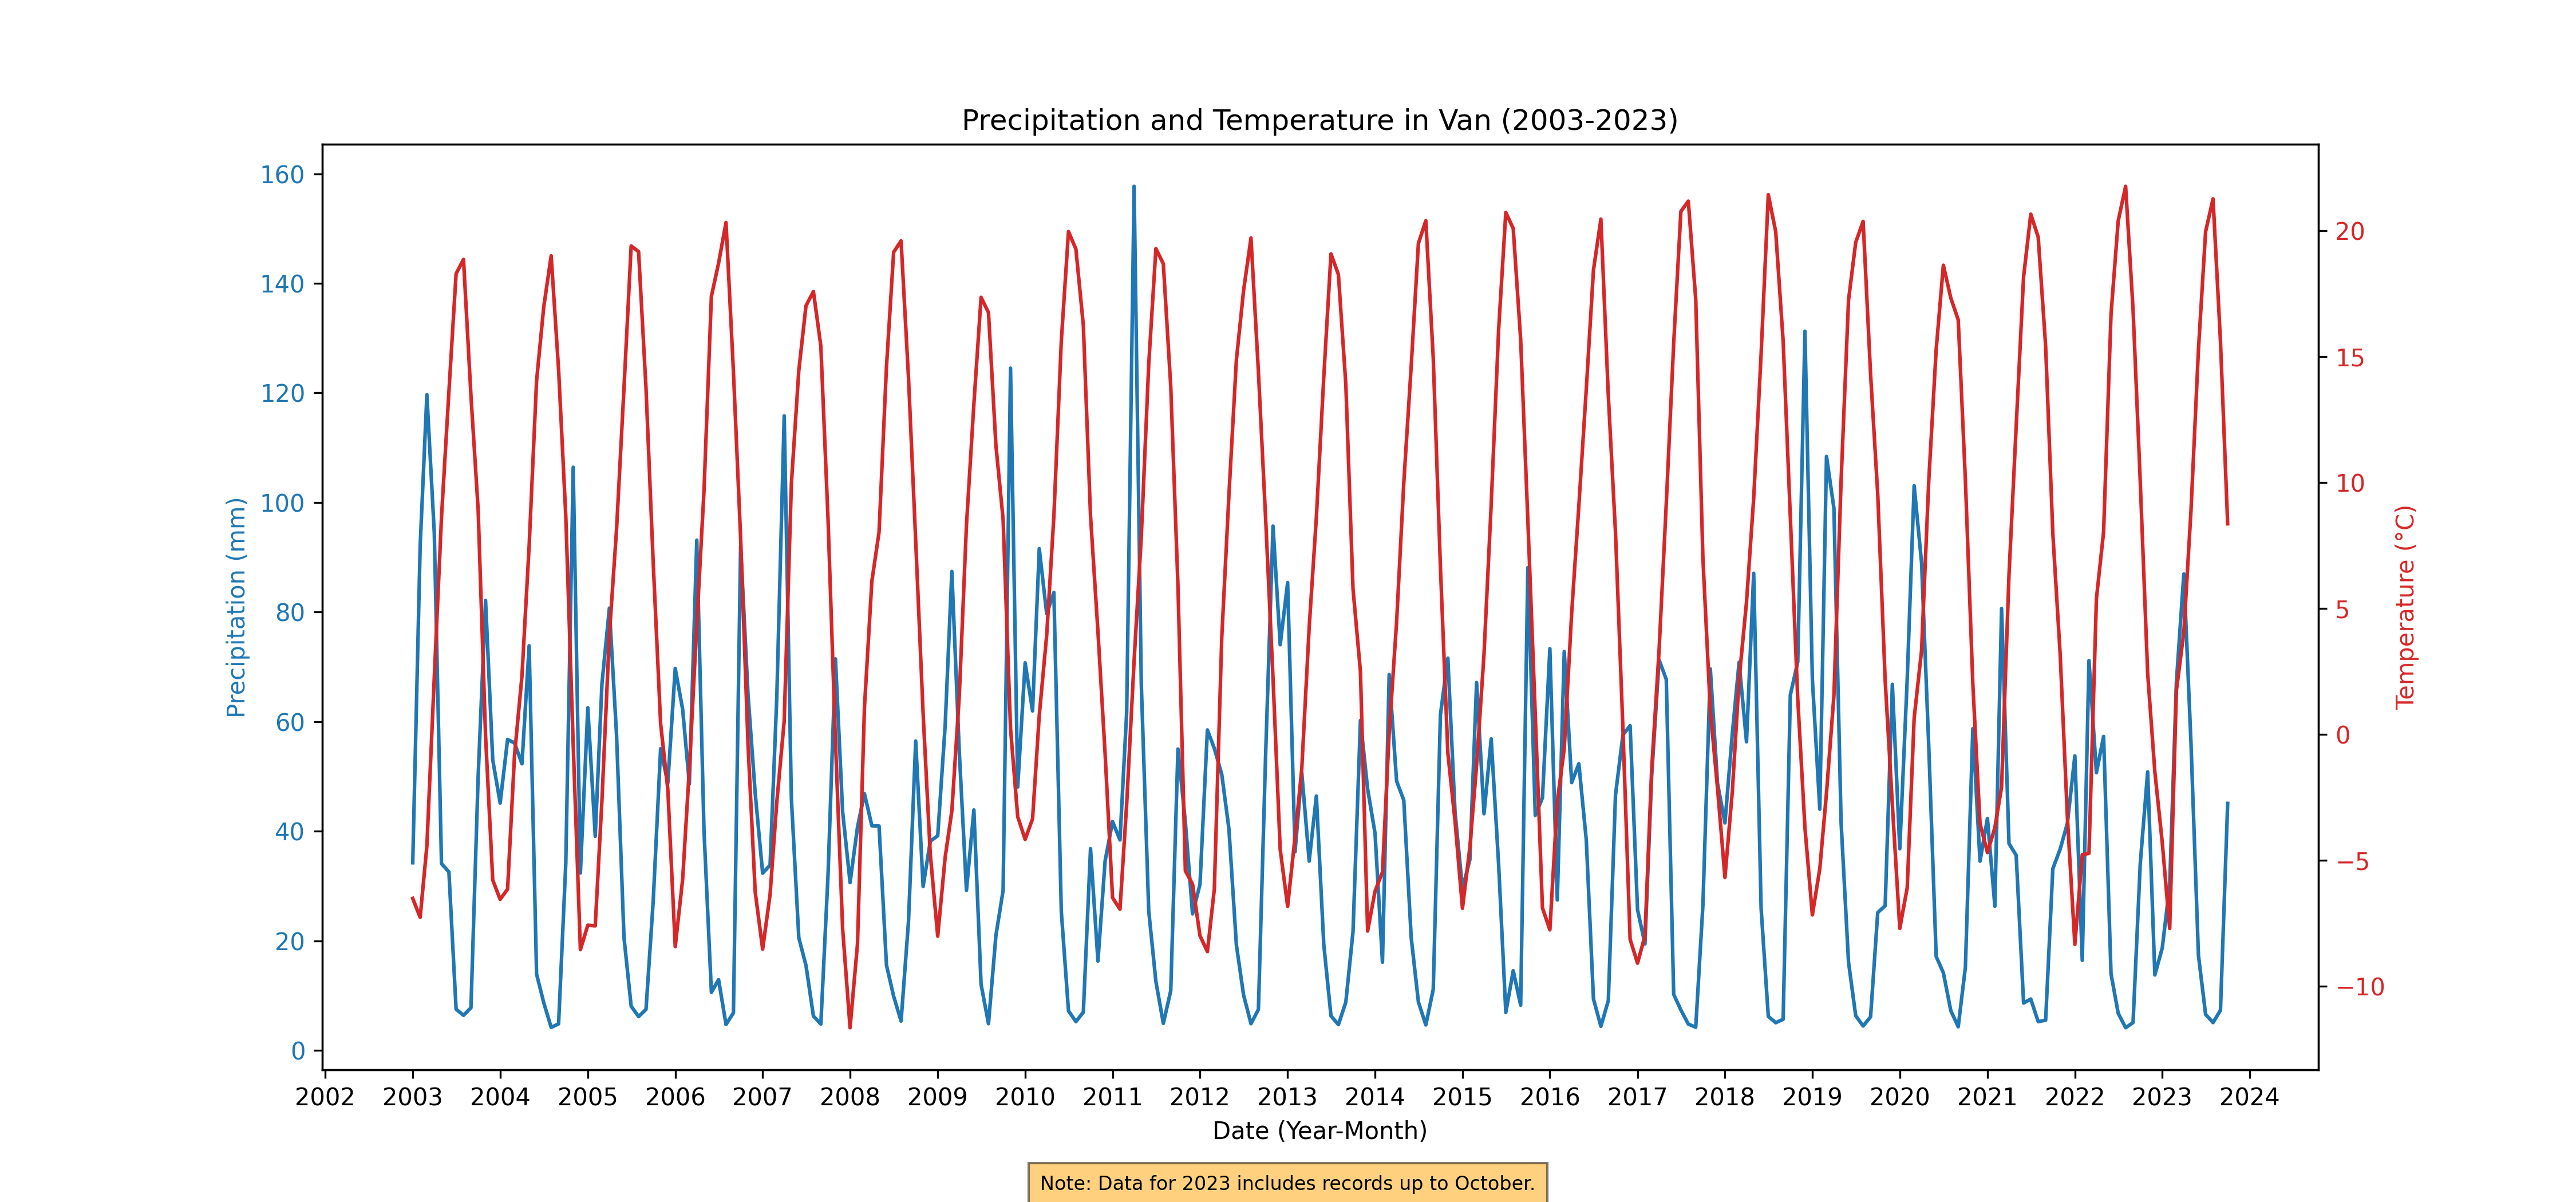 Precipitation and Temperature in Van (2003-2023)
Precipitation (mm)
160
140
120
100
80
60
40
20
0
20
15
10
5
0
−5
−10
Temperature (°C)
2002 2003 2004 2005 2006 2007 2008 2009 2010 2011 2012 2013 2014 2015 2016 2017 2018 2019 2020 2021 2022 2023 2024
Date (Year-Month)
Note: Data for 2023 includes records up to October.